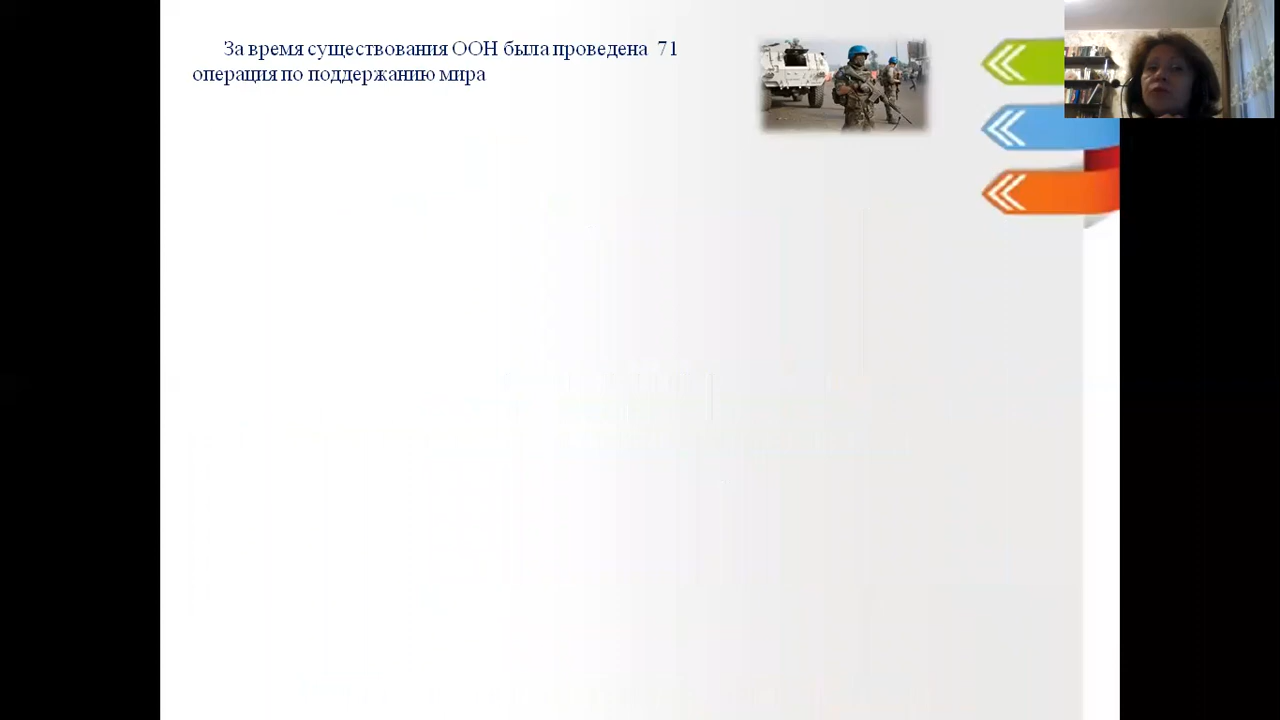 За время существования ООН была проведена 71
операция по поддержанию мира